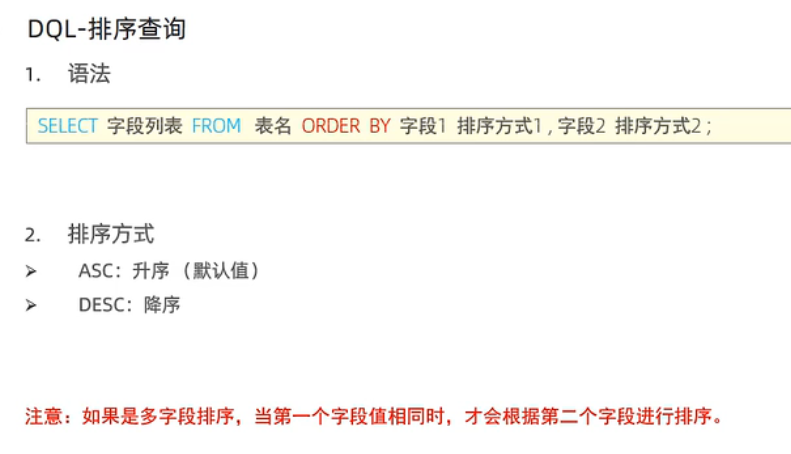 DQL-排序查询
1. 语法
SELECT 字段列表 FROM 表名 ORDER BY 字段1 排序方式1 , 字段2 排序方式2 ;
2. 排序方式
➢ ASC：升序（默认值）
➢ DESC：降序
注意：如果是多字段排序，当第一个字段值相同时，才会根据第二个字段进行排序。